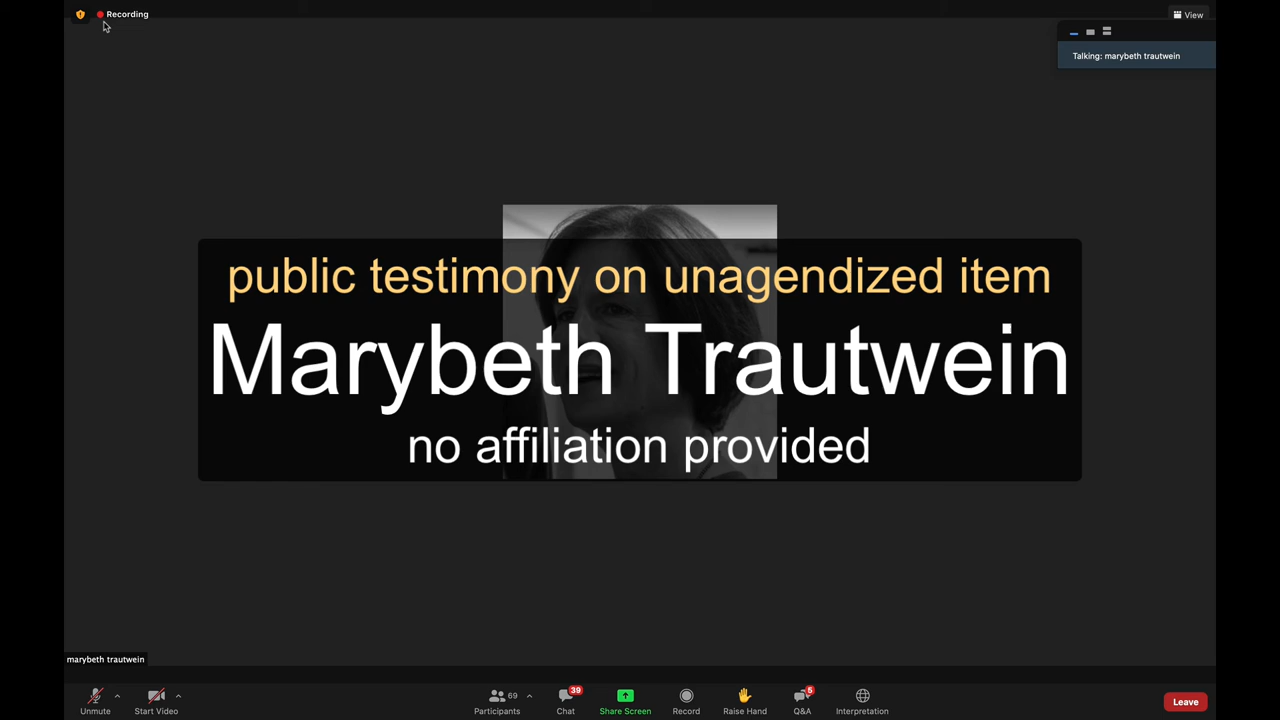 Recording
View
Talking: marybeth trautwein
public testimony on unagendized item
Marybeth Trautwein
no affiliation provided
marybeth trautwein
Unmute
Start Video
69
Participants
39
Chat
Share Screen
Record
Raise Hand
5
Q&A
Interpretation
Leave